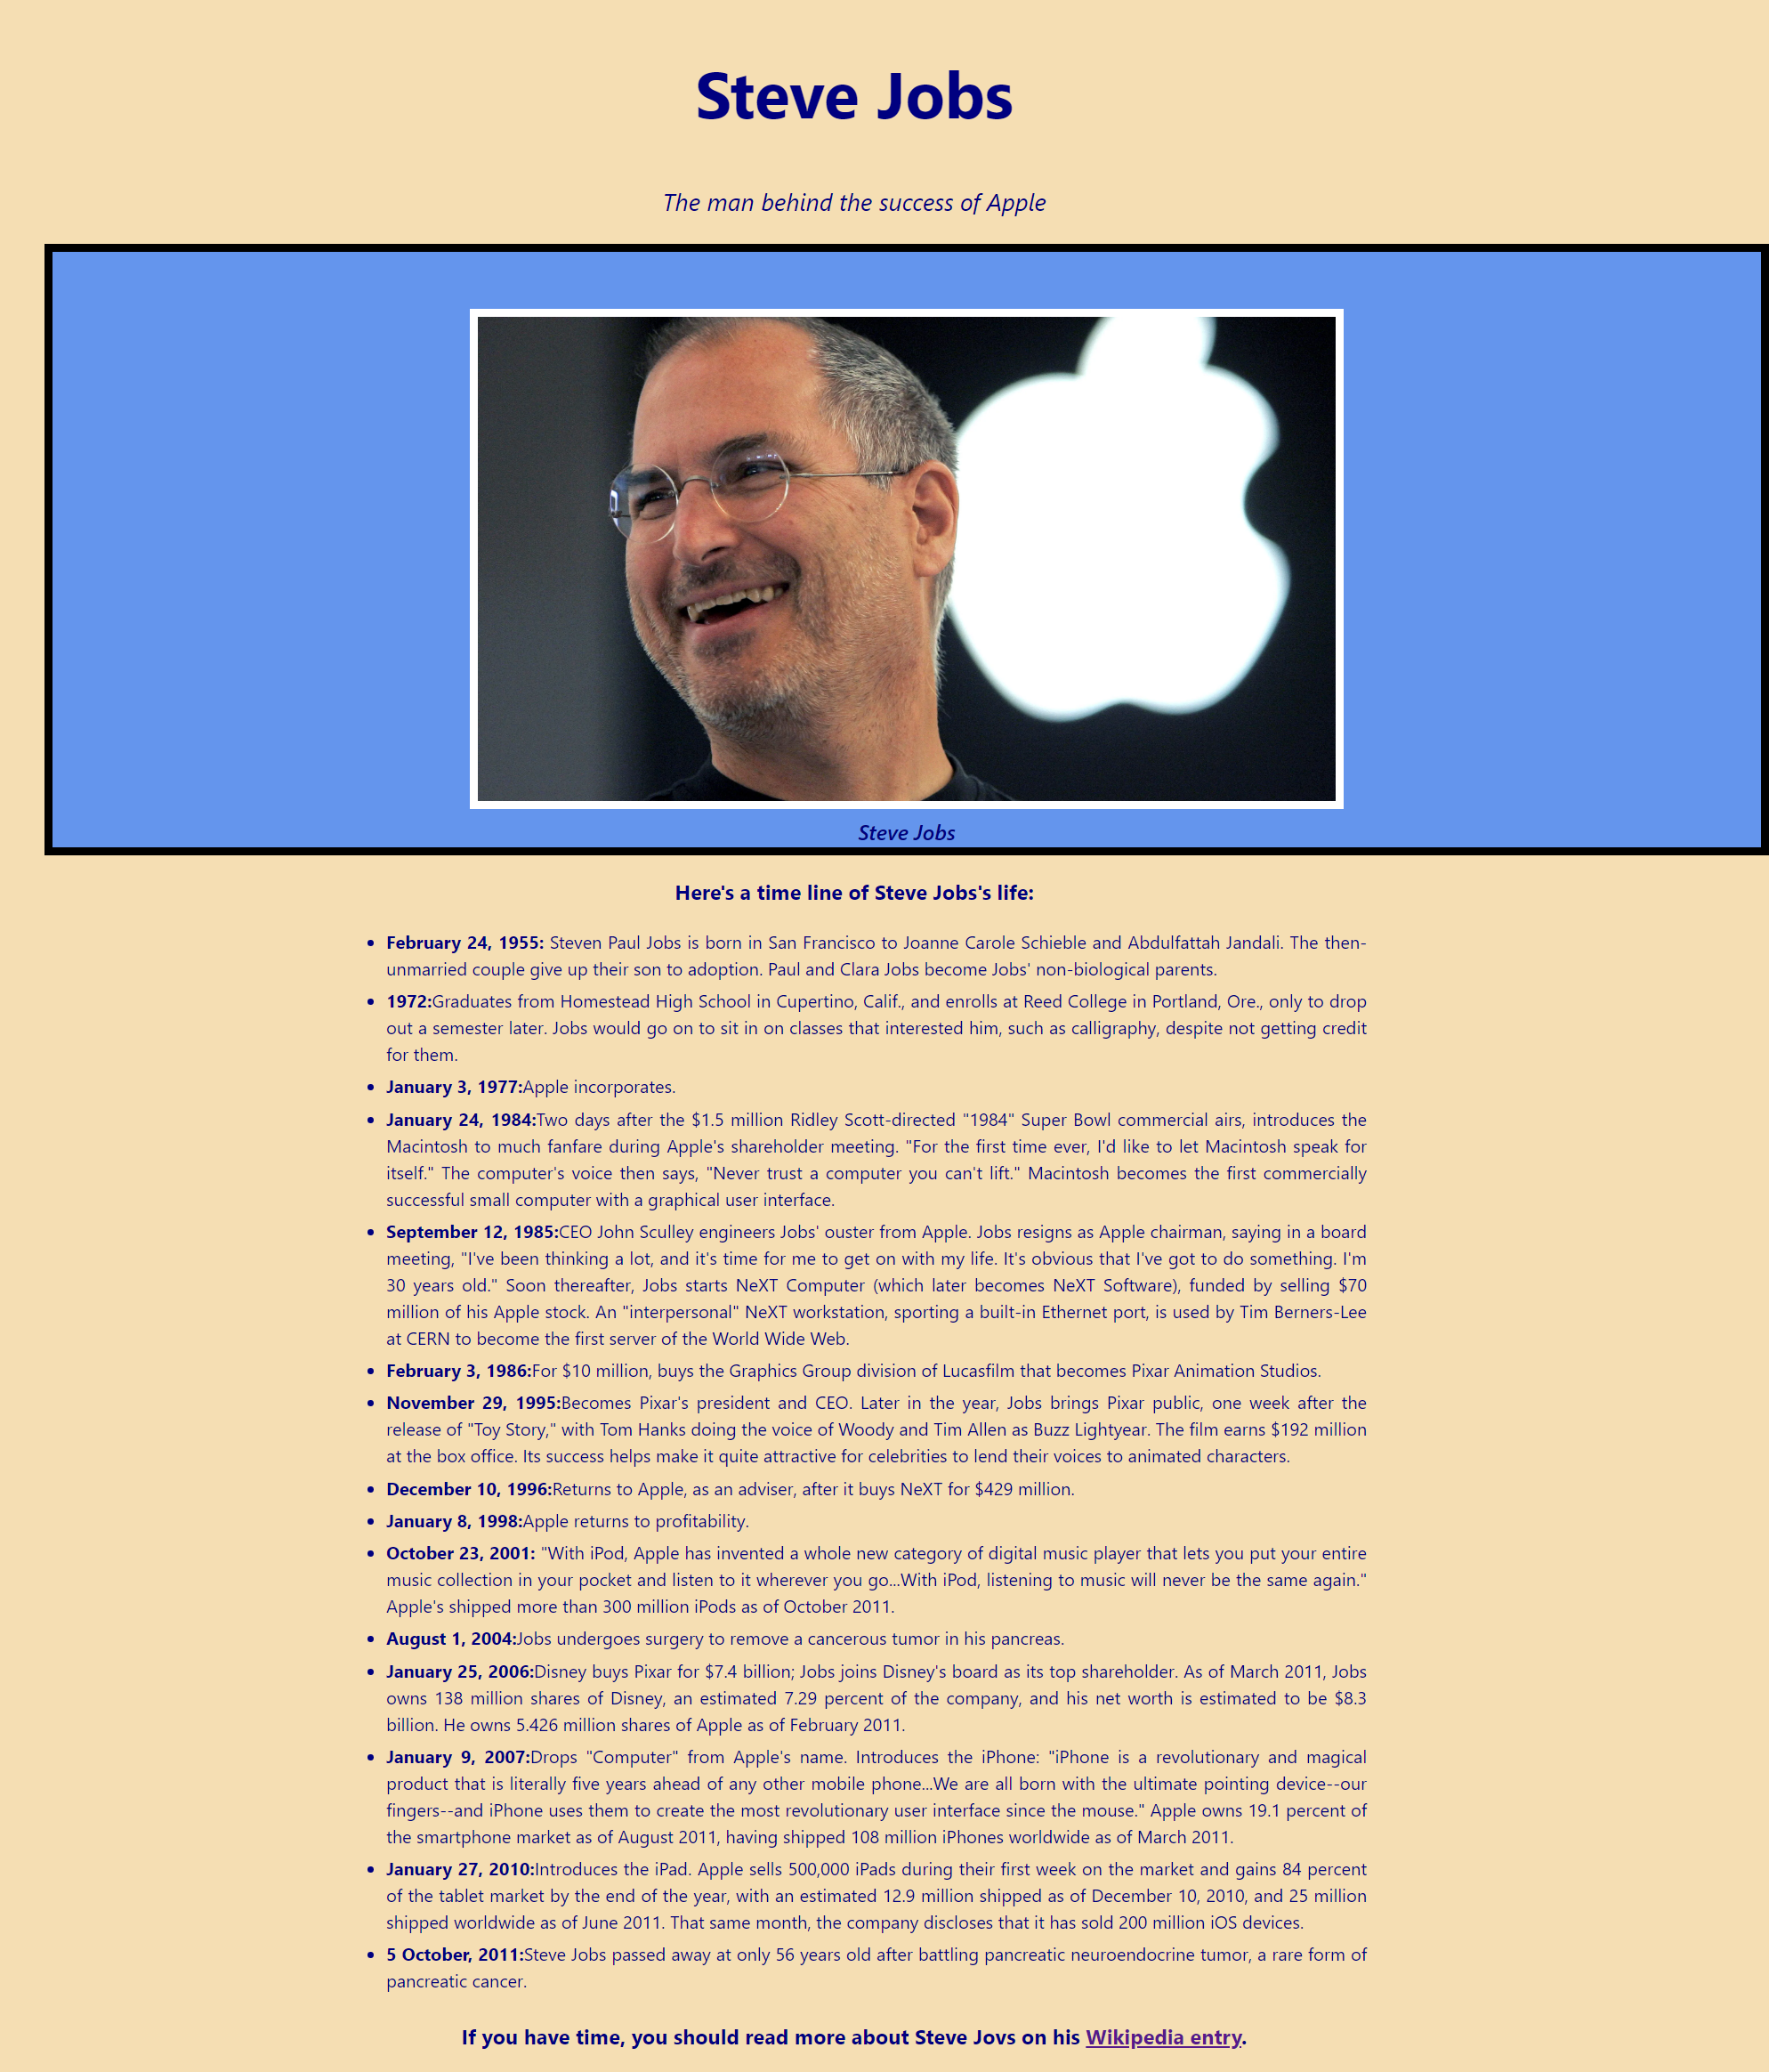 Steve Jobs
The man behind the success of Apple
Steve Jobs
Here's a time line of Steve Jobs's life:
• February 24, 1955: Steven Paul Jobs is born in San Francisco to Joanne Carole Schieble and Abdulfattah Jandali. The then-
unmarried couple give up their son to adoption. Paul and Clara Jobs become Jobs' non-biological parents.
• 1972:Graduates from Homestead High School in Cupertino, Calif., and enrolls at Reed College in Portland, Ore., only to drop
out a semester later. Jobs would go on to sit in on classes that interested him, such as calligraphy, despite not getting credit
for them.
• January 3, 1977:Apple incorporates.
• January 24, 1984:Two days after the $1.5 million Ridley Scott-directed "1984" Super Bowl commercial airs, introduces the
Macintosh to much fanfare during Apple's shareholder meeting. "For the first time ever, I'd like to let Macintosh speak for
itself." The computer's voice then says, "Never trust a computer you can't lift." Macintosh becomes the first commercially
successful small computer with a graphical user interface.
• September 12, 1985:CEO John Sculley engineers Jobs' ouster from Apple. Jobs resigns as Apple chairman, saying in a board
meeting, "I've been thinking a lot, and it's time for me to get on with my life. It's obvious that I've got to do something. I'm
30 years old." Soon thereafter, Jobs starts NeXT Computer (which later becomes NeXT Software), funded by selling $70
million of his Apple stock. An "interpersonal" NeXT workstation, sporting a built-in Ethernet port, is used by Tim Berners-Lee
at CERN to become the first server of the World Wide Web.
• February 3, 1986:For $10 million, buys the Graphics Group division of Lucasfilm that becomes Pixar Animation Studios.
• November 29, 1995:Becomes Pixar's president and CEO. Later in the year, Jobs brings Pixar public, one week after the
release of "Toy Story," with Tom Hanks doing the voice of Woody and Tim Allen as Buzz Lightyear. The film earns $192 million
at the box office. Its success helps make it quite attractive for celebrities to lend their voices to animated characters.
• December 10, 1996:Returns to Apple, as an adviser, after it buys NeXT for $429 million.
• January 8, 1998:Apple returns to profitability.
• October 23, 2001: "With iPod, Apple has invented a whole new category of digital music player that lets you put your entire
music collection in your pocket and listen to it wherever you go...With iPod, listening to music will never be the same again."
Apple's shipped more than 300 million iPods as of October 2011.
• August 1, 2004:Jobs undergoes surgery to remove a cancerous tumor in his pancreas.
• January 25, 2006:Disney buys Pixar for $7.4 billion; Jobs joins Disney's board as its top shareholder. As of March 2011, Jobs
owns 138 million shares of Disney, an estimated 7.29 percent of the company, and his net worth is estimated to be $8.3
billion. He owns 5.426 million shares of Apple as of February 2011.
• January 9, 2007:Drops "Computer" from Apple's name. Introduces the iPhone: "iPhone is a revolutionary and magical
product that is literally five years ahead of any other mobile phone...We are all born with the ultimate pointing device--our
fingers--and iPhone uses them to create the most revolutionary user interface since the mouse." Apple owns 19.1 percent of
the smartphone market as of August 2011, having shipped 108 million iPhones worldwide as of March 2011.
• January 27, 2010:Introduces the iPad. Apple sells 500,000 iPads during their first week on the market and gains 84 percent
of the tablet market by the end of the year, with an estimated 12.9 million shipped as of December 10, 2010, and 25 million
shipped worldwide as of June 2011. That same month, the company discloses that it has sold 200 million iOS devices.
• 5 October, 2011:Steve Jobs passed away at only 56 years old after battling pancreatic neuroendocrine tumor, a rare form of
pancreatic cancer.
If you have time, you should read more about Steve Jovs on his Wikipedia entry.